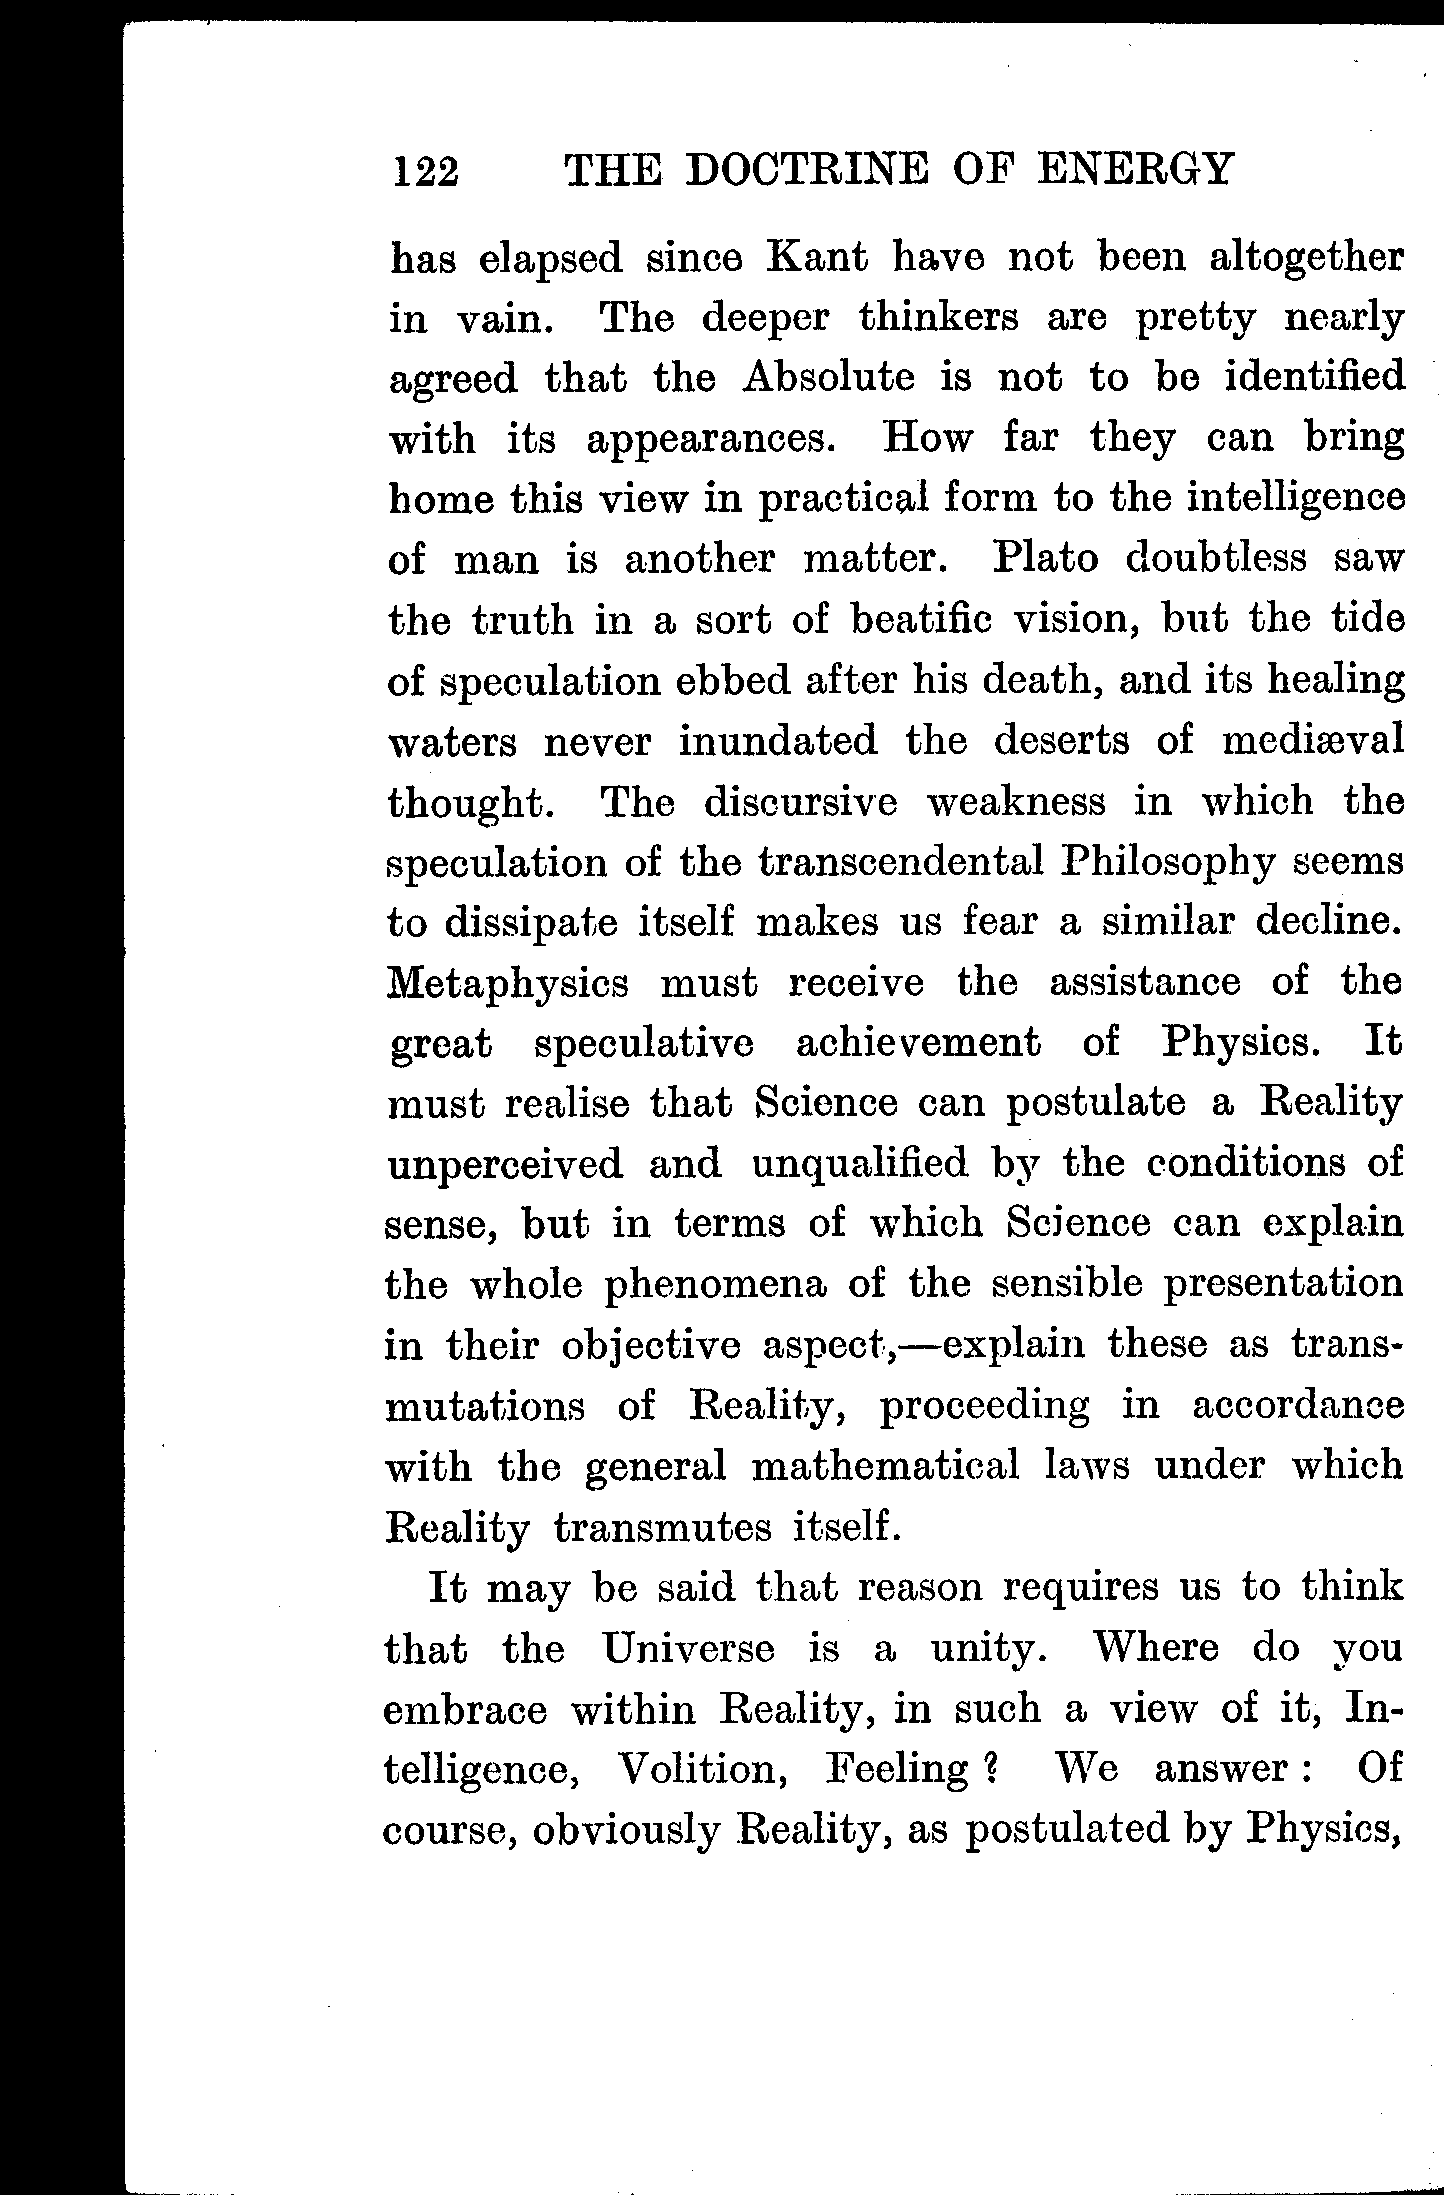 122 THE DOCTRINE OF ENERGY
has elapsed since Kant have not been altogether
in vain. The deeper thinkers are pretty nearly
agreed that the Absolute is not to be identified
with its appearances. How far they can bring
home this view in practical form to the intelligence
of man is another matter. Plato doubtless saw
the truth in a sort of beatific vision, but the tide
of speculation ebbed after his death, and its healing
waters never inundated the deserts of mediæval
thought. The discursive weakness in which the
speculation of the transcendental Philosophy seems
to dissipate itself makes us fear a similar decline.
Metaphysics must receive the assistance of the
great speculative achievement of Physics. It
must realise that Science can postulate a Reality
unperceived and unqualified by the conditions of
sense, but in terms of which Science can explain
the whole phenomena of the sensible presentation
in their objective aspect,—explain these as trans-
mutations of Reality, proceeding in accordance
with the general mathematical laws under which
Reality transmutes itself.
It may be said that reason requires us to think
that the Universe is a unity. Where do you
embrace within Reality, in such a view of it, In-
telligence, Volition, Feeling ? We answer : Of
course, obviously Reality, as postulated by Physics,